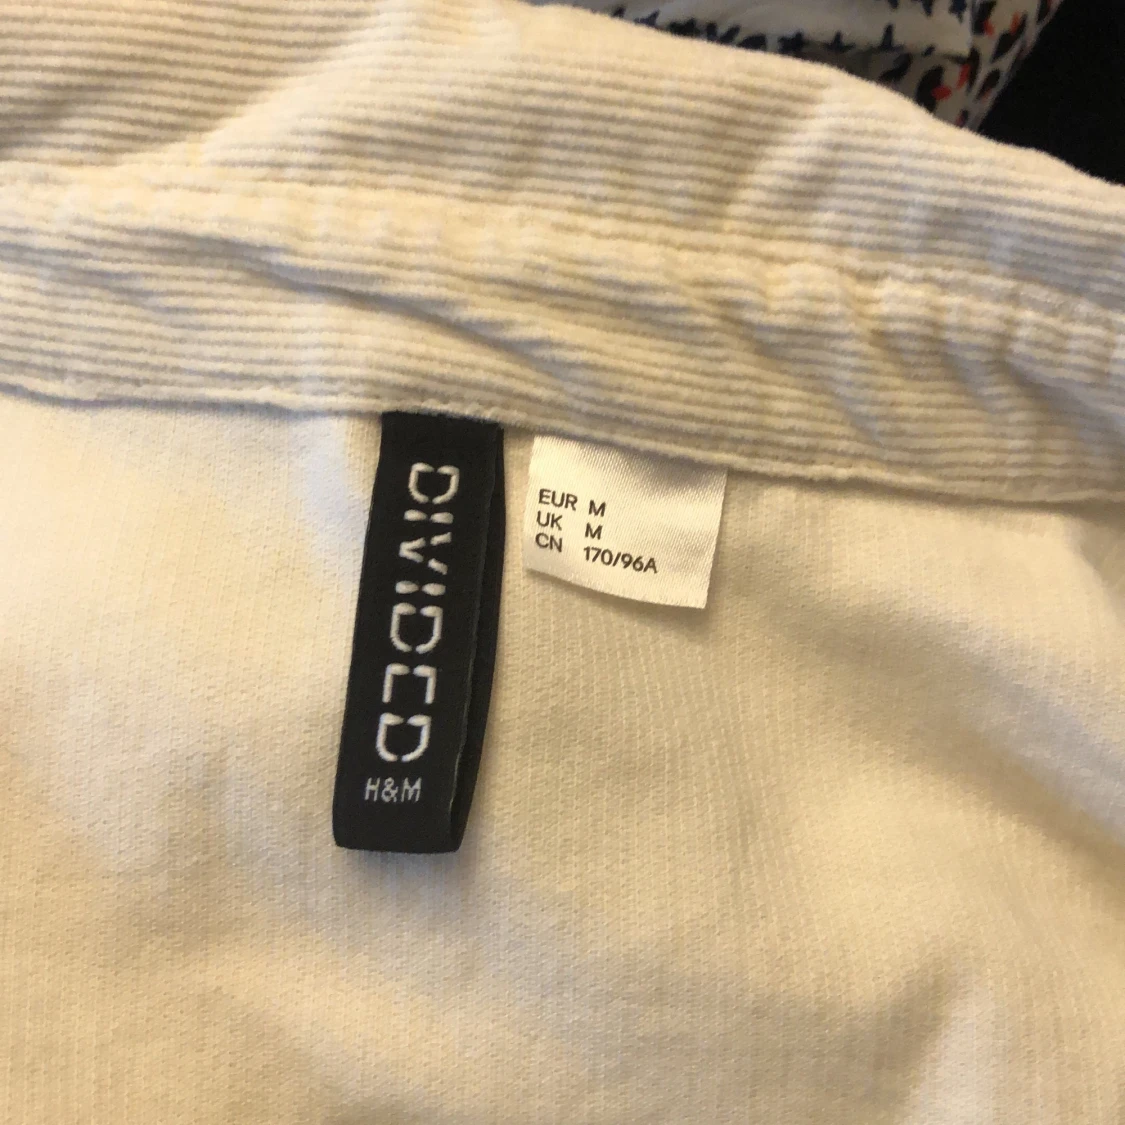 DIVIDED
H&M
EUR M
UK M
CN 170/96A